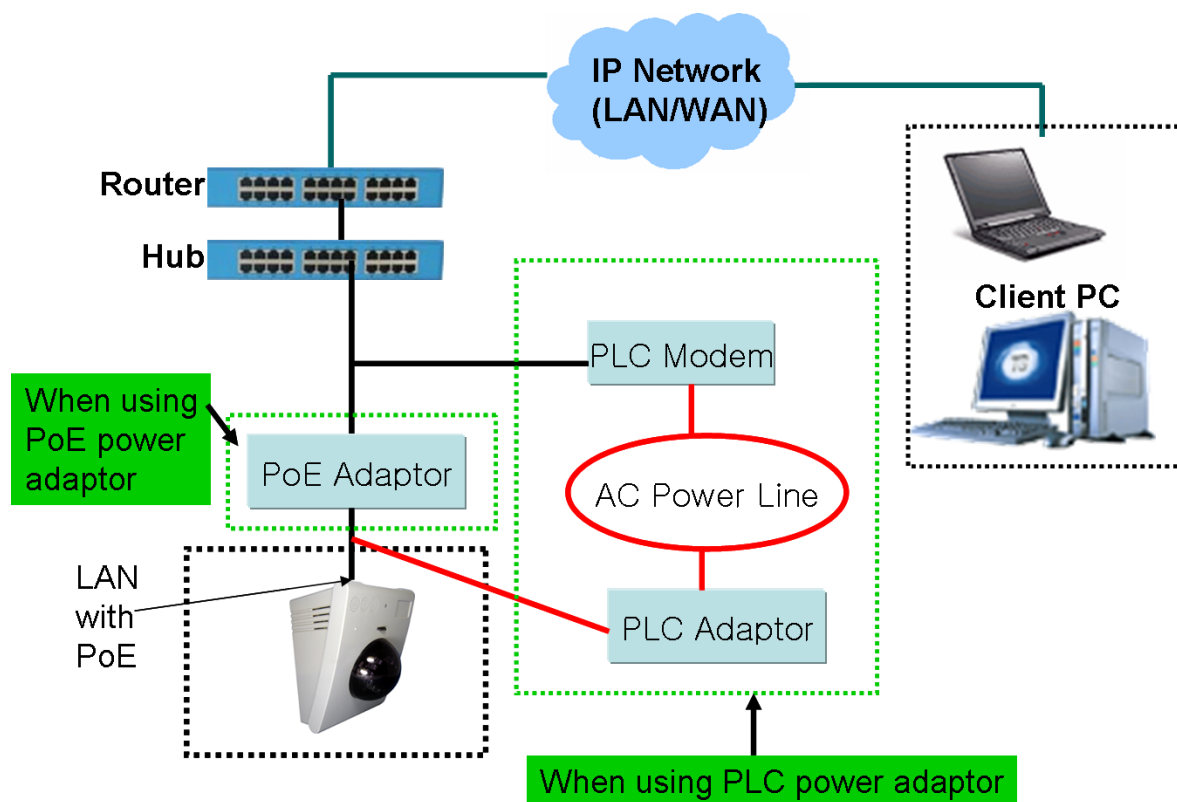 IP Network
(LAN/WAN)
Router
Hub
Client PC
PLC Modem
When using
PoE power
adaptor
PoE Adaptor
AC Power Line
LAN
with
PoE
PLC Adaptor
When using PLC power adaptor